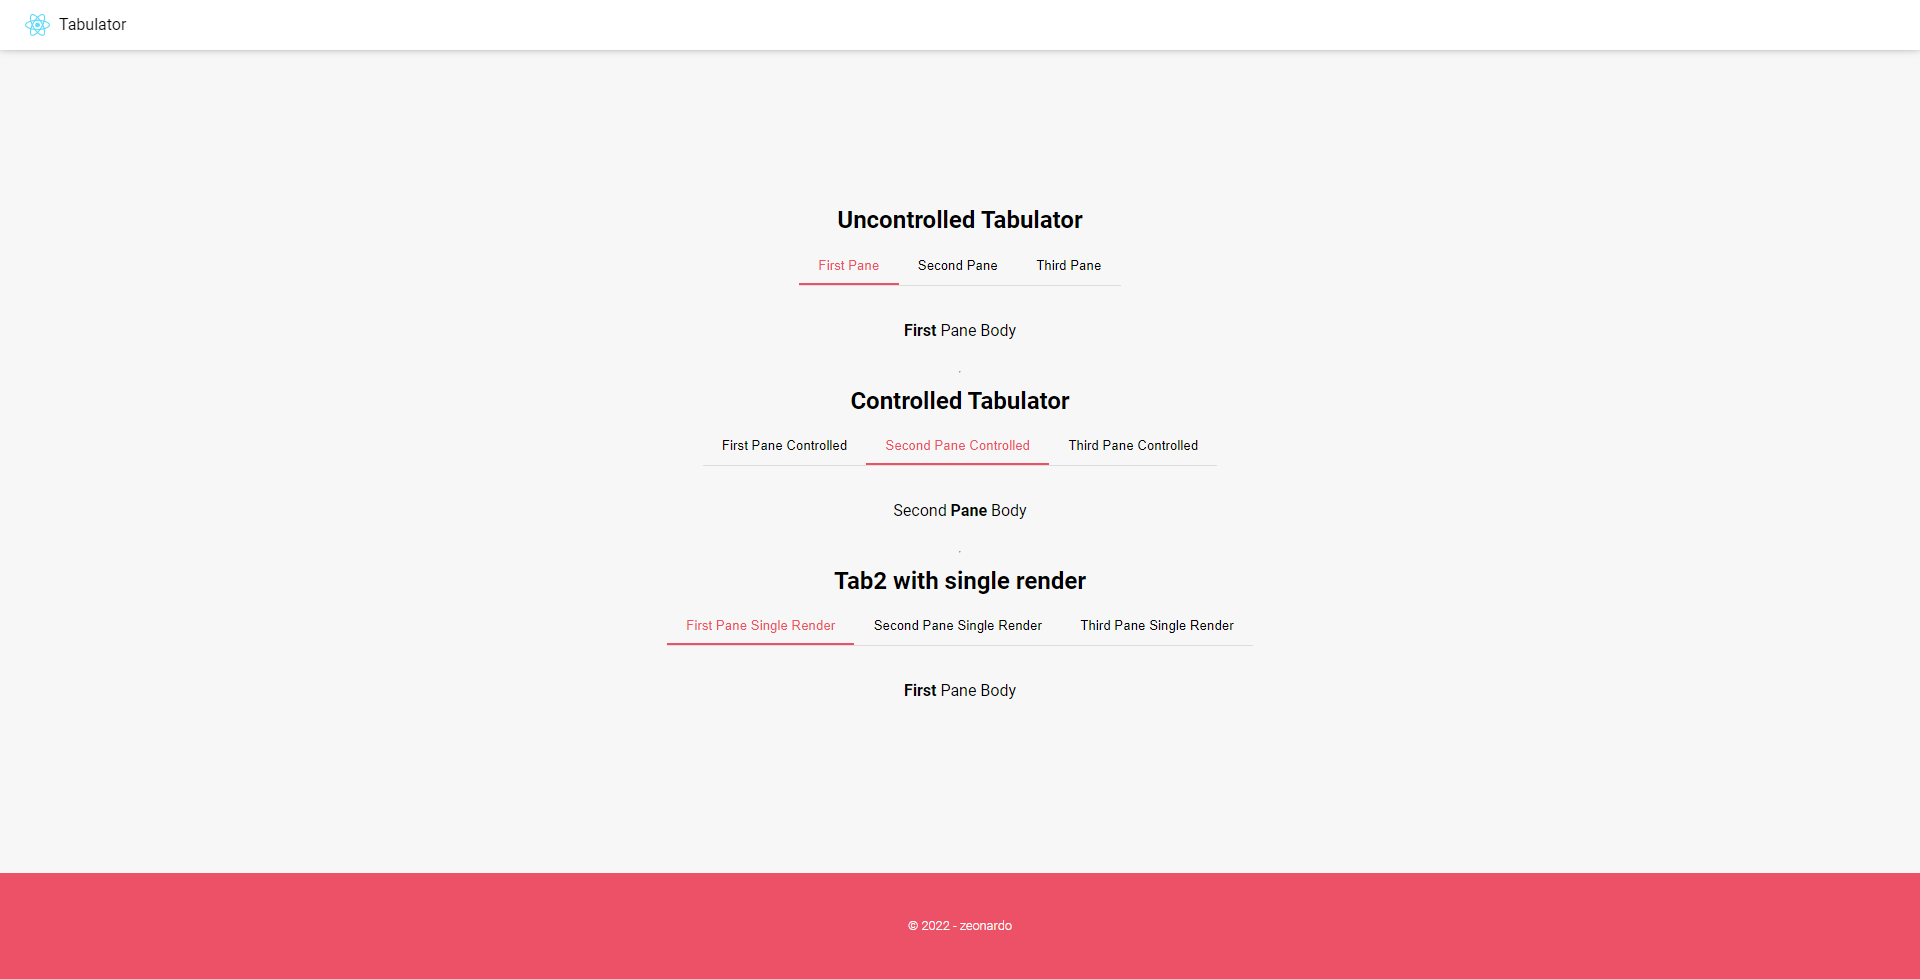 Tabulator
Uncontrolled Tabulator
First Pane Second Pane Third Pane
First Pane Body
Controlled Tabulator
First Pane Controlled Second Pane Controlled Third Pane Controlled
Second Pane Body
Tab2 with single render
First Pane Single Render Second Pane Single Render Third Pane Single Render
First Pane Body
© 2022 - zeonardo